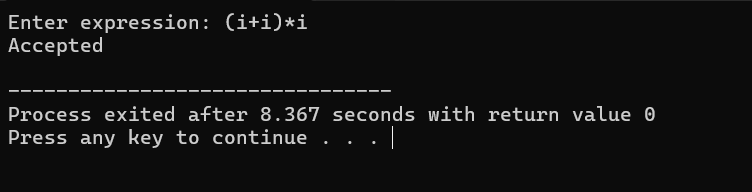 Enter expression: (i+i)*i
Accepted
--------------------------------
Process exited after 8.367 seconds with return value 0
Press any key to continue . . .